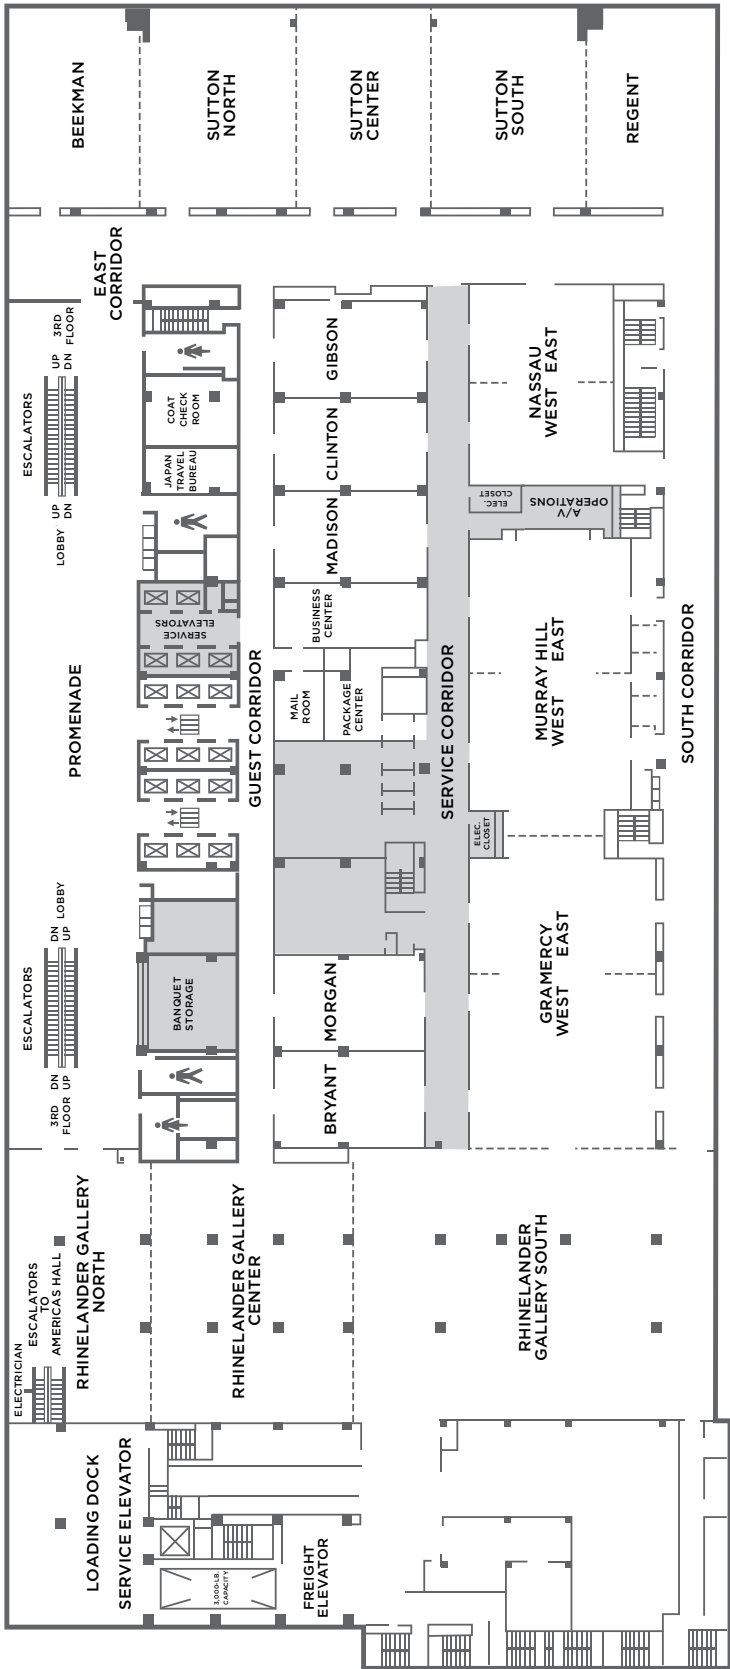 BEEKMAN
SUTTON
NORTH
SUTTON
CENTER
SUTTON
SOUTH
REGENT
EAST
CORRIDOR
ESCALATORS
UP 3RD
DN FLOOR
LOBBY UP
DN
COAT
CHECK
ROOM
JAPAN
TRAVEL
BUREAU
SERVICE
ELEVATORS
GIBSON
CLINTON
MADISON
BUSINESS
CENTER
MAIL
ROOM
PACKAGE
CENTER
NASSAU
WEST EAST
ELEC.
CLOSET
A/V
OPERATIONS
PROMENADE
GUEST CORRIDOR
SERVICE CORRIDOR
MURRAY HILL
WEST EAST
SOUTH CORRIDOR
ELEC.
CLOSET
ESCALATORS
DN LOBBY
UP
3RD DN
FLOOR UP
BANQUET
STORAGE
MORGAN
BRYANT
GRAMERCY
WEST EAST
RHINELANDER GALLERY
NORTH
RHINELANDER GALLERY
CENTER
RHINELANDER
GALLERY SOUTH
ELECTRICIAN
ESCALATORS
TO
AMERICAS HALL
LOADING DOCK
SERVICE ELEVATOR
3,000-LB.
CAPACITY
FREIGHT
ELEVATOR